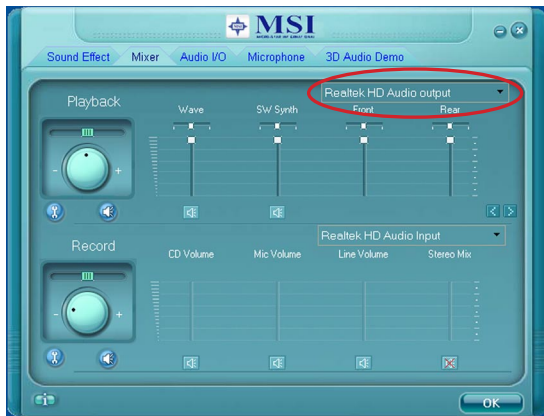 MSI
Sound Effect Mixer Audio I/O Microphone 3D Audio Demo
Realtek HD Audio output
Playback
Wave SW Synth Front Rear
- +
Realtek HD Audio Input
Record
CD Volume Mic Volume Line Volume Stereo Mix
- +
OK